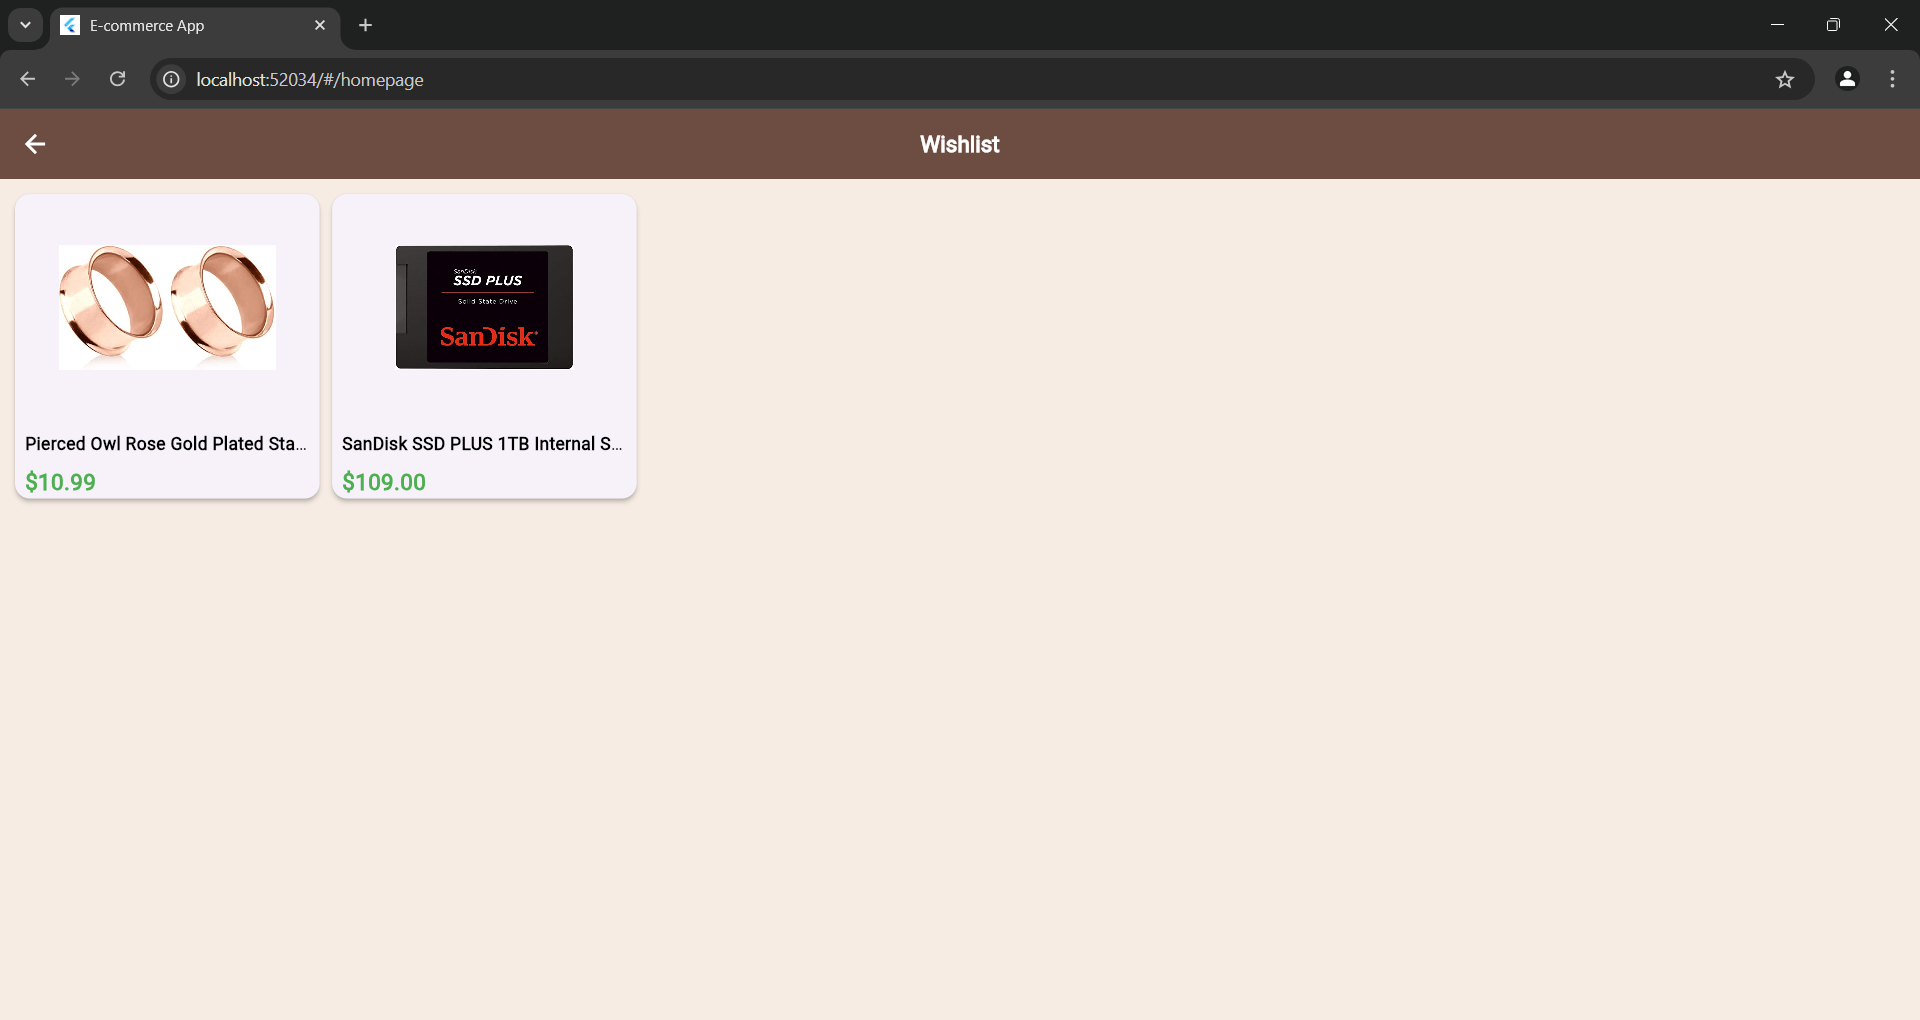 E-commerce App
localhost:52034/#/homepage
Wishlist
SanDisk
SSD PLUS
Solid State Drive
SanDisk
Pierced Owl Rose Gold Plated Sta...
SanDisk SSD PLUS 1TB Internal S...
$10.99
$109.00